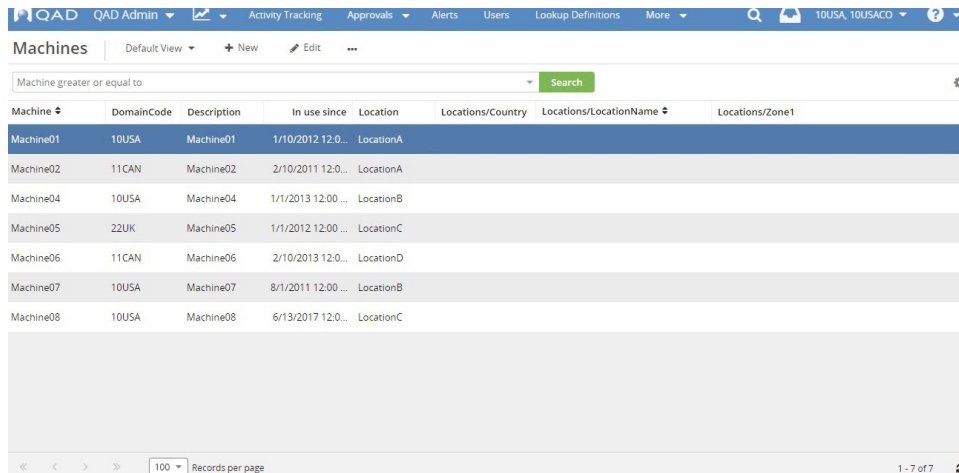 QAD QAD Admin Activity Tracking Approvals Alerts Users Lookup Definitions More 10USA, 10USACO ?
Machines Default View + New Edit ...
Machine greater or equal to Search
Machine DomainCode Description In use since Location Locations/Country Locations/LocationName Locations/Zone1
Machine01 10USA Machine01 1/10/2012 12:0... LocationA
Machine02 11CAN Machine02 2/10/2011 12:0... LocationA
Machine04 10USA Machine04 1/1/2013 12:00 ... LocationB
Machine05 22UK Machine05 1/1/2012 12:00 ... LocationC
Machine06 11CAN Machine06 2/10/2013 12:0... LocationD
Machine07 10USA Machine07 8/1/2011 12:00 ... LocationB
Machine08 10USA Machine08 6/13/2017 12:0... LocationC
100 Records per page 1 - 7 of 7